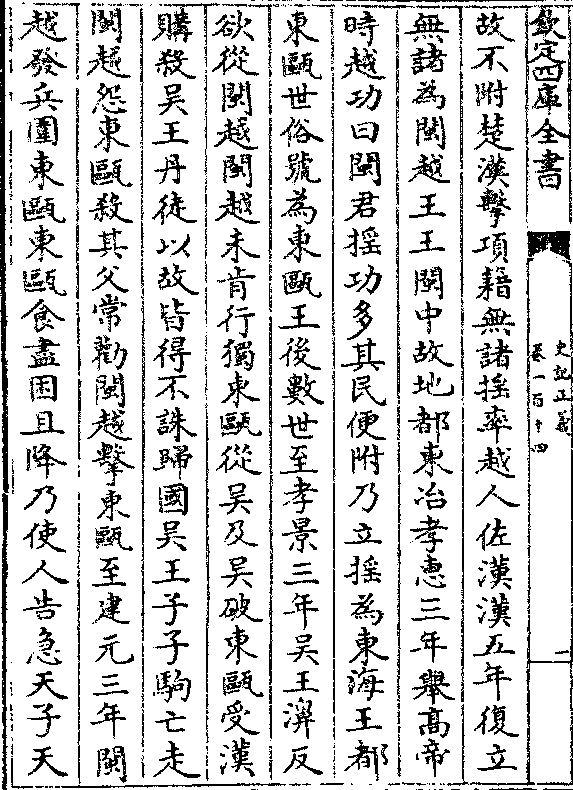 欽定四庫全書
史記正義
卷一百十四
一
故不附楚漢擊項籍無諸揺率越人佐漢漢五年復立
無諸為閩越王王閩中故地都東冶孝惠三年舉髙帝
時越功曰閩君揺功多其民便附乃立揺為東海王都
東甌世俗號為東甌王後數世至孝景三年吳王濞反
欲從閩越閩越未肯行獨東甌從吳及吳破東甌受漢
購殺吳王丹徒以故皆得不誅歸國吳王子子駒亡走
閩越怨東甌殺其父常勸閩越擊東甌至建元三年閩
越發兵圍東甌東甌食盡困且降乃使人告急天子天